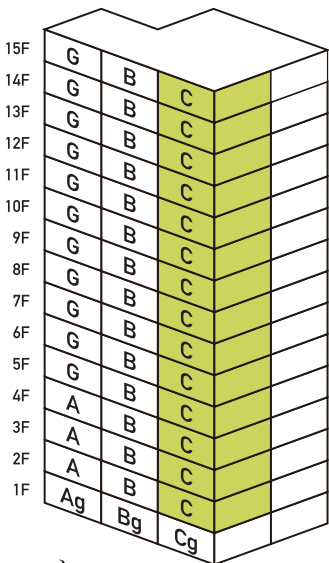 15F G B C
14F G B C
13F G B C
12F G B C
11F G B C
10F G B C
9F G B C
8F G B C
7F G B C
6F G B C
5F G B C
4F A B C
3F A B C
2F A B C
1F Ag Bg Cg